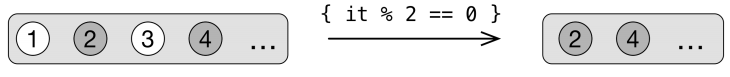 { it % 2 == 0 }
1 2 3 4 ...
2 4 ...